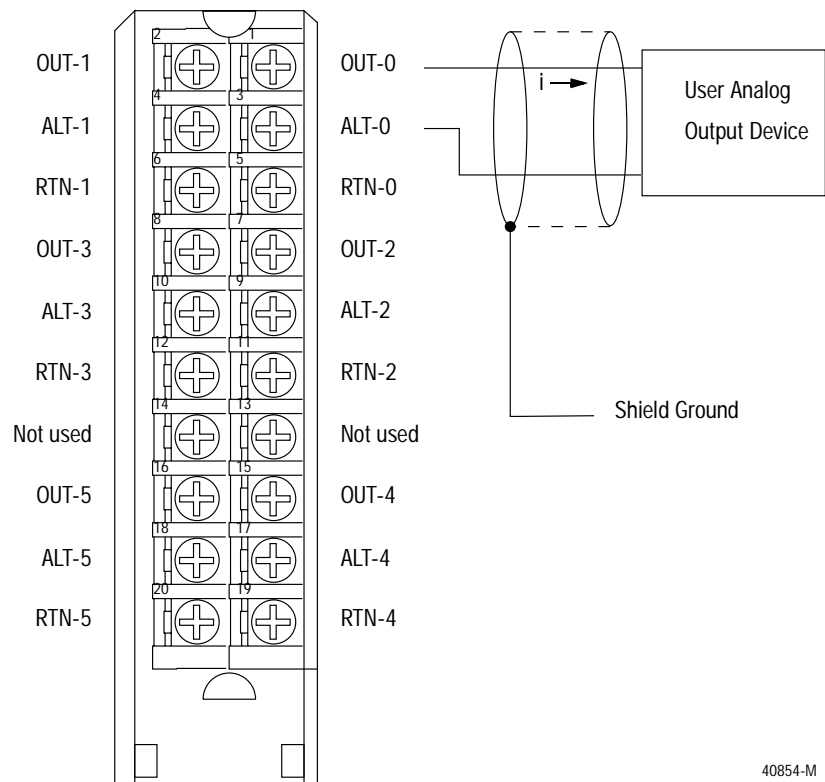 2 1
OUT-1 OUT-0
i
User Analog
Output Device
4 3
ALT-1 ALT-0
6 5
RTN-1 RTN-0
8 7
OUT-3 OUT-2
10 9
ALT-3 ALT-2
12 11
RTN-3 RTN-2
14 13
Not used Not used
Shield Ground
16 15
OUT-5 OUT-4
18 17
ALT-5 ALT-4
20 19
RTN-5 RTN-4
40854-M